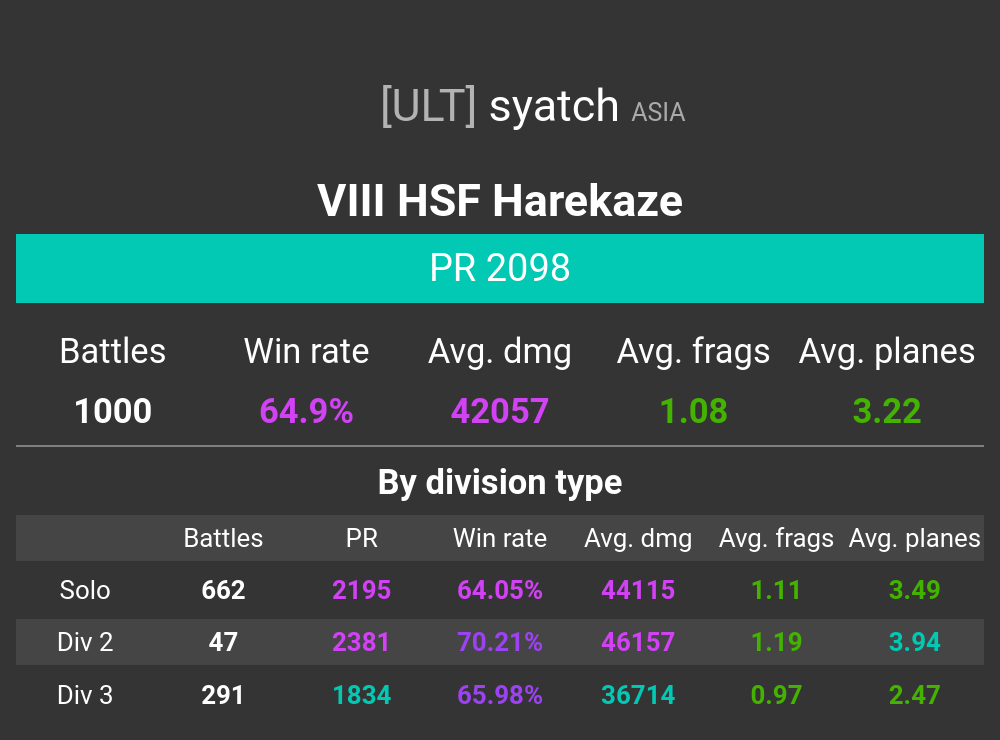 [ULT] syatch ASIA
VIII HSF Harekaze
PR 2098
Battles Win rate Avg. dmg Avg. frags Avg. planes
1000 64.9% 42057 1.08 3.22
By division type
Battles PR Win rate Avg. dmg Avg. frags Avg. planes
Solo 662 2195 64.05% 44115 1.11 3.49
Div 2 47 2381 70.21% 46157 1.19 3.94
Div 3 291 1834 65.98% 36714 0.97 2.47